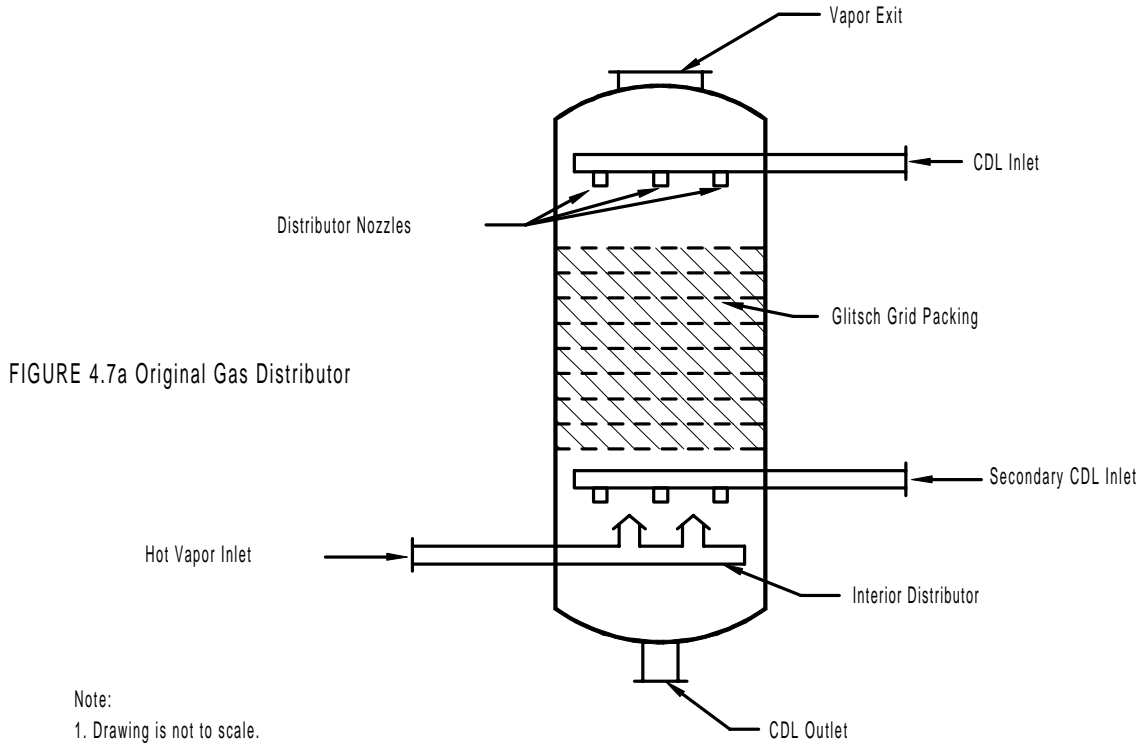 Vapor Exit
CDL Inlet
Distributor Nozzles
Glitsch Grid Packing
FIGURE 4.7a Original Gas Distributor
Secondary CDL Inlet
Hot Vapor Inlet
Interior Distributor
Note:
1. Drawing is not to scale.
CDL Outlet